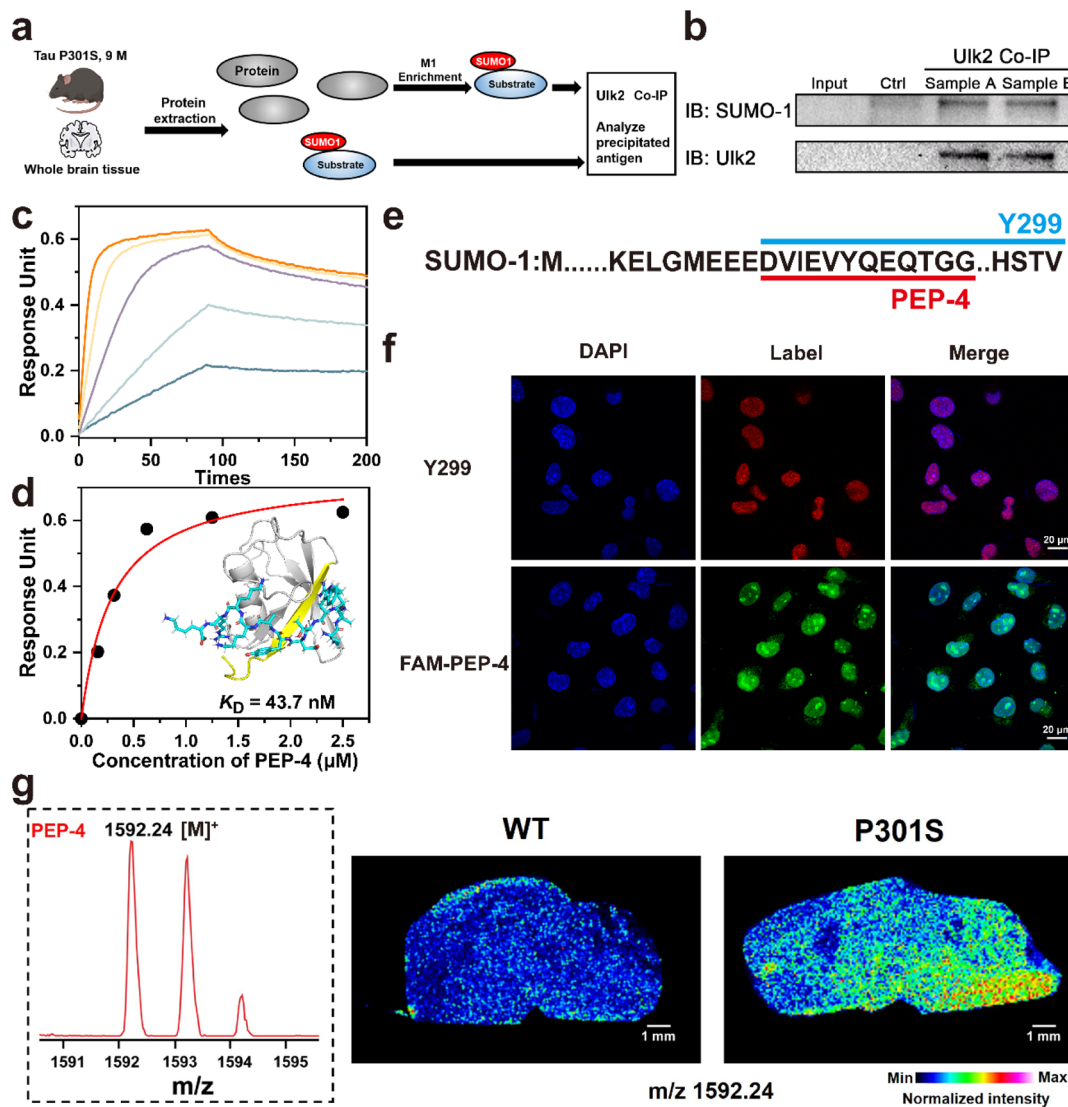 a
Tau P301S, 9 M
Whole brain tissue
Protein
extraction
Protein
SUMO1
Substrate
M1
Enrichment
SUMO1
Substrate
Ulk2 Co-IP
Analyze
precipitated
antigen
b
Ulk2 Co-IP
Input Ctrl Sample A Sample
IB: SUMO-1
IB: Ulk2
c
Response Unit
0.6
0.4
0.2
0.0
0 50 100 150 200
Times
d
Response Unit
0.6
0.4
0.2
0.0
KD = 43.7 nM
0.0 0.5 1.0 1.5 2.0 2.5
Concentration of PEP-4 (μM)
e
Y299
SUMO-1:M......KELGMEEEDVIEVYQEQTGG..HSTV
PEP-4
f
DAPI Label Merge
Y299
20 μm
FAM-PEP-4
20 μm
g
PEP-4 1592.24 [M]+
1591 1592 1593 1594 1595
m/z
WT
1 mm
P301S
1 mm
m/z 1592.24
Min Max
Normalized intensity